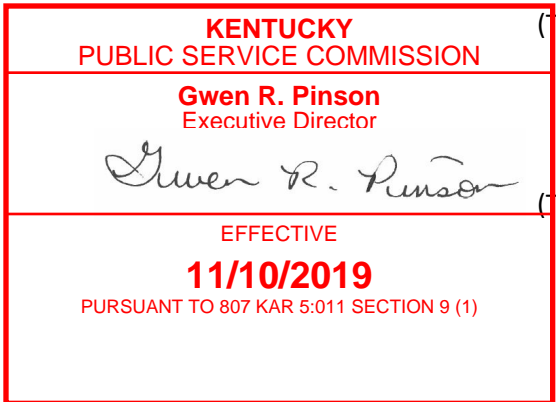 KENTUCKY
PUBLIC SERVICE COMMISSION
Gwen R. Pinson
Executive Director
Gwen R. Pinson
EFFECTIVE
11/10/2019
PURSUANT TO 807 KAR 5:011 SECTION 9 (1)